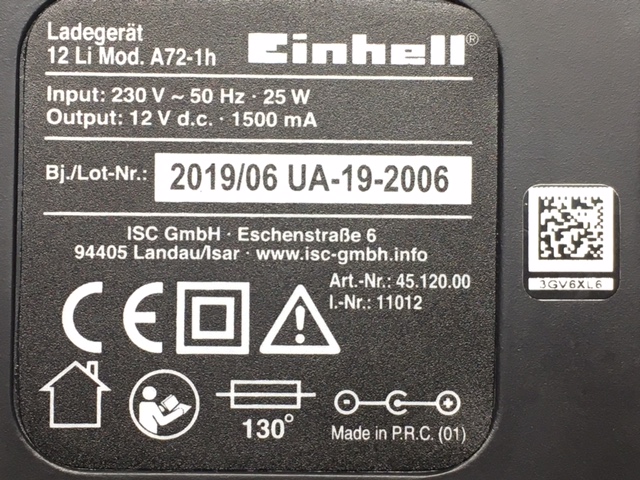 Ladegerät
12 Li Mod. A72-1h
Einhell®
Input: 230 V ~ 50 Hz · 25 W
Output: 12 V d.c. · 1500 mA
Bj./Lot-Nr.: 2019/06 UA-19-2006
ISC GmbH · Eschenstraße 6
94405 Landau/Isar · www.isc-gmbh.info
Art.-Nr.: 45.120.00
I.-Nr.: 11012
CE
130°
Made in P.R.C. (01)
3GV6XL6